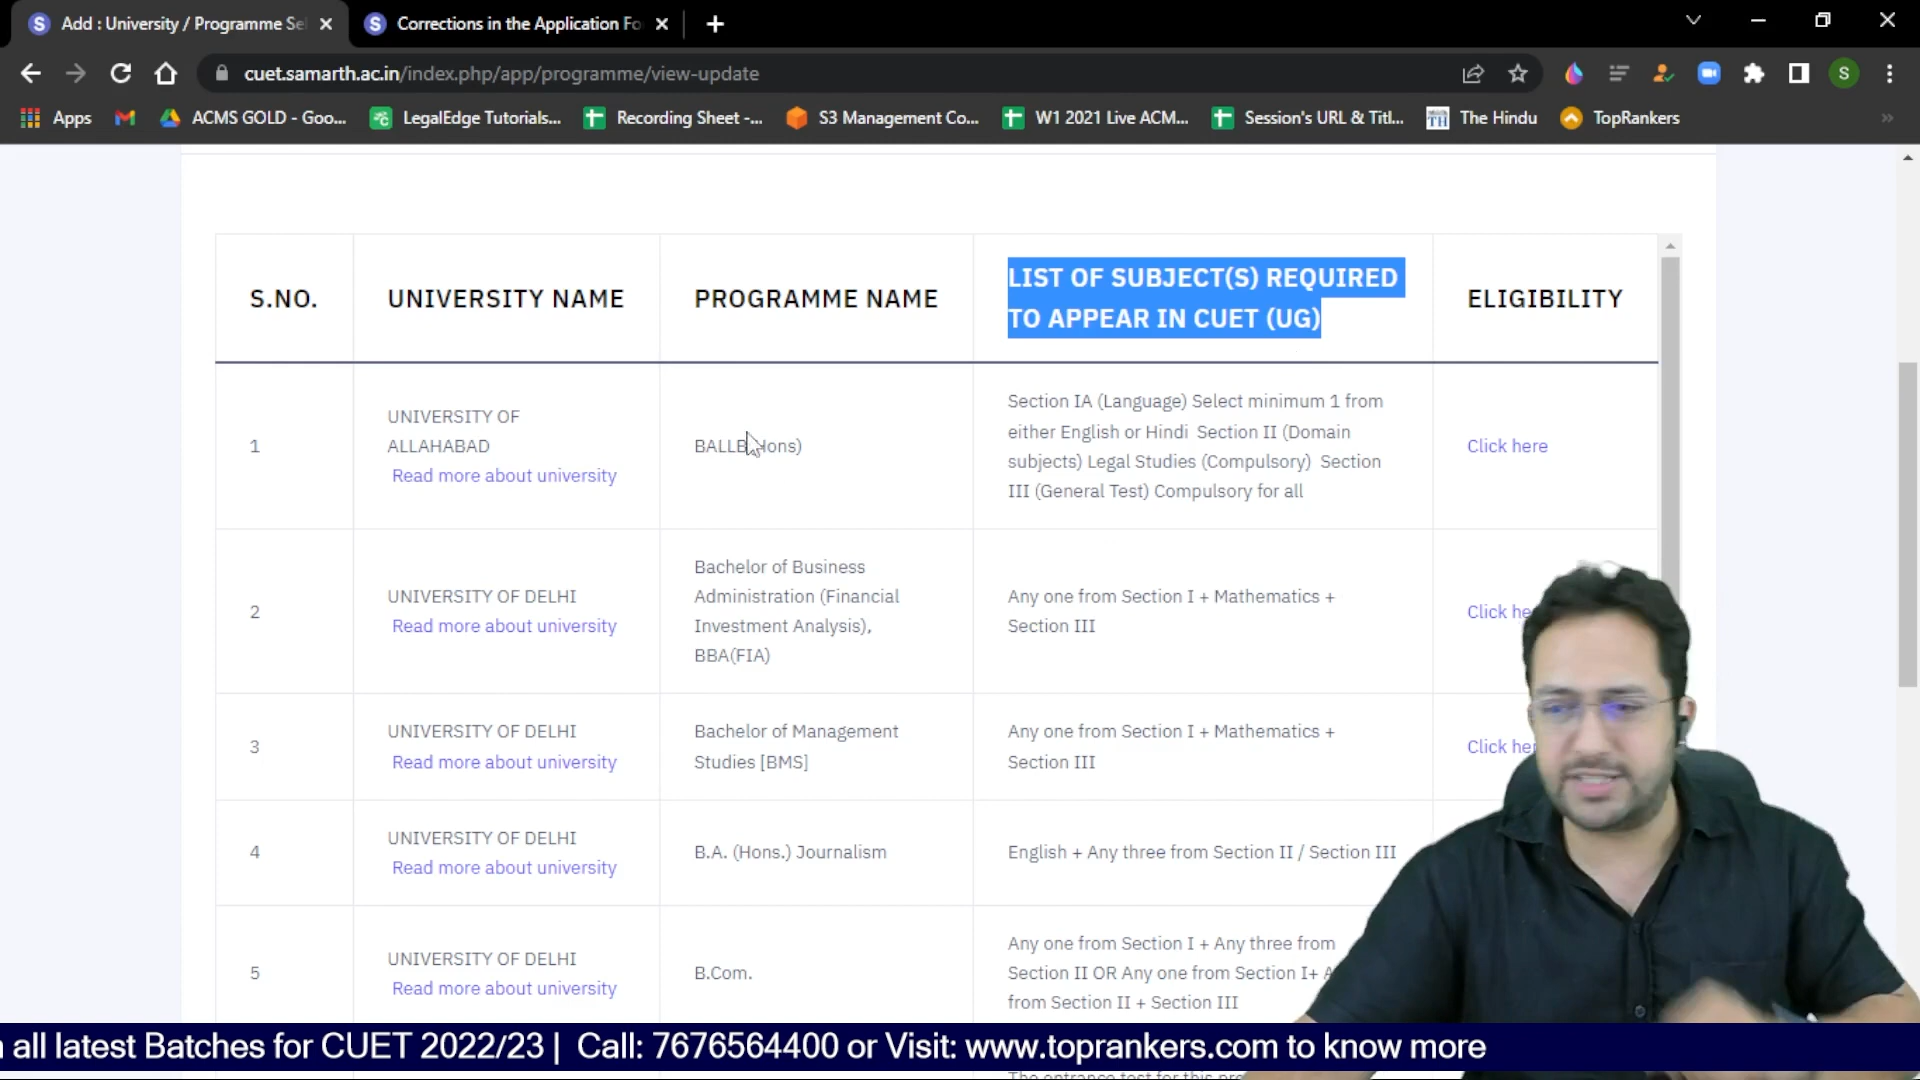 Add : University / Programme Se
Corrections in the Application Fo
cuet.samarth.ac.in/index.php/app/programme/view-update
S
Apps
ACMS GOLD - Goo...
LegalEdge Tutorials...
Recording Sheet -...
S3 Management Co...
W1 2021 Live ACM...
Session's URL & Titl...
The Hindu
TopRankers
S.NO.
UNIVERSITY NAME
PROGRAMME NAME
LIST OF SUBJECT(S) REQUIRED
TO APPEAR IN CUET (UG)
ELIGIBILITY
1
UNIVERSITY OF
ALLAHABAD
Read more about university
BALLB(Hons)
Section IA (Language) Select minimum 1 from
either English or Hindi Section II (Domain
subjects) Legal Studies (Compulsory) Section
III (General Test) Compulsory for all
Click here
2
UNIVERSITY OF DELHI
Read more about university
Bachelor of Business
Administration (Financial
Investment Analysis),
BBA(FIA)
Any one from Section I + Mathematics +
Section III
Click he
3
UNIVERSITY OF DELHI
Read more about university
Bachelor of Management
Studies [BMS]
Any one from Section I + Mathematics +
Section III
Click her
4
UNIVERSITY OF DELHI
Read more about university
B.A. (Hons.) Journalism
English + Any three from Section II / Section III
5
UNIVERSITY OF DELHI
Read more about university
B.Com.
Any one from Section I + Any three from
Section II OR Any one from Section I+ A
from Section II + Section III
all latest Batches for CUET 2022/23 | Call: 7676564400 or Visit: www.toprankers.com to know more